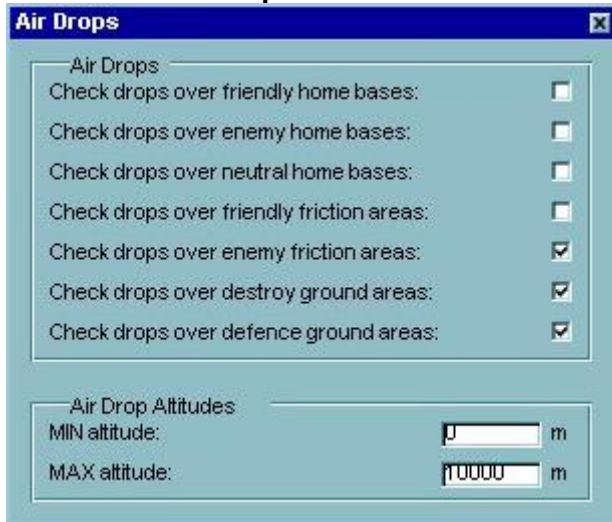 Air Drops
Air Drops
Check drops over friendly home bases:
Check drops over enemy home bases:
Check drops over neutral home bases:
Check drops over friendly friction areas:
Check drops over enemy friction areas:
Check drops over destroy ground areas:
Check drops over defence ground areas:
Air Drop Altitudes
MIN altitude: 0 m
MAX altitude: 10000 m